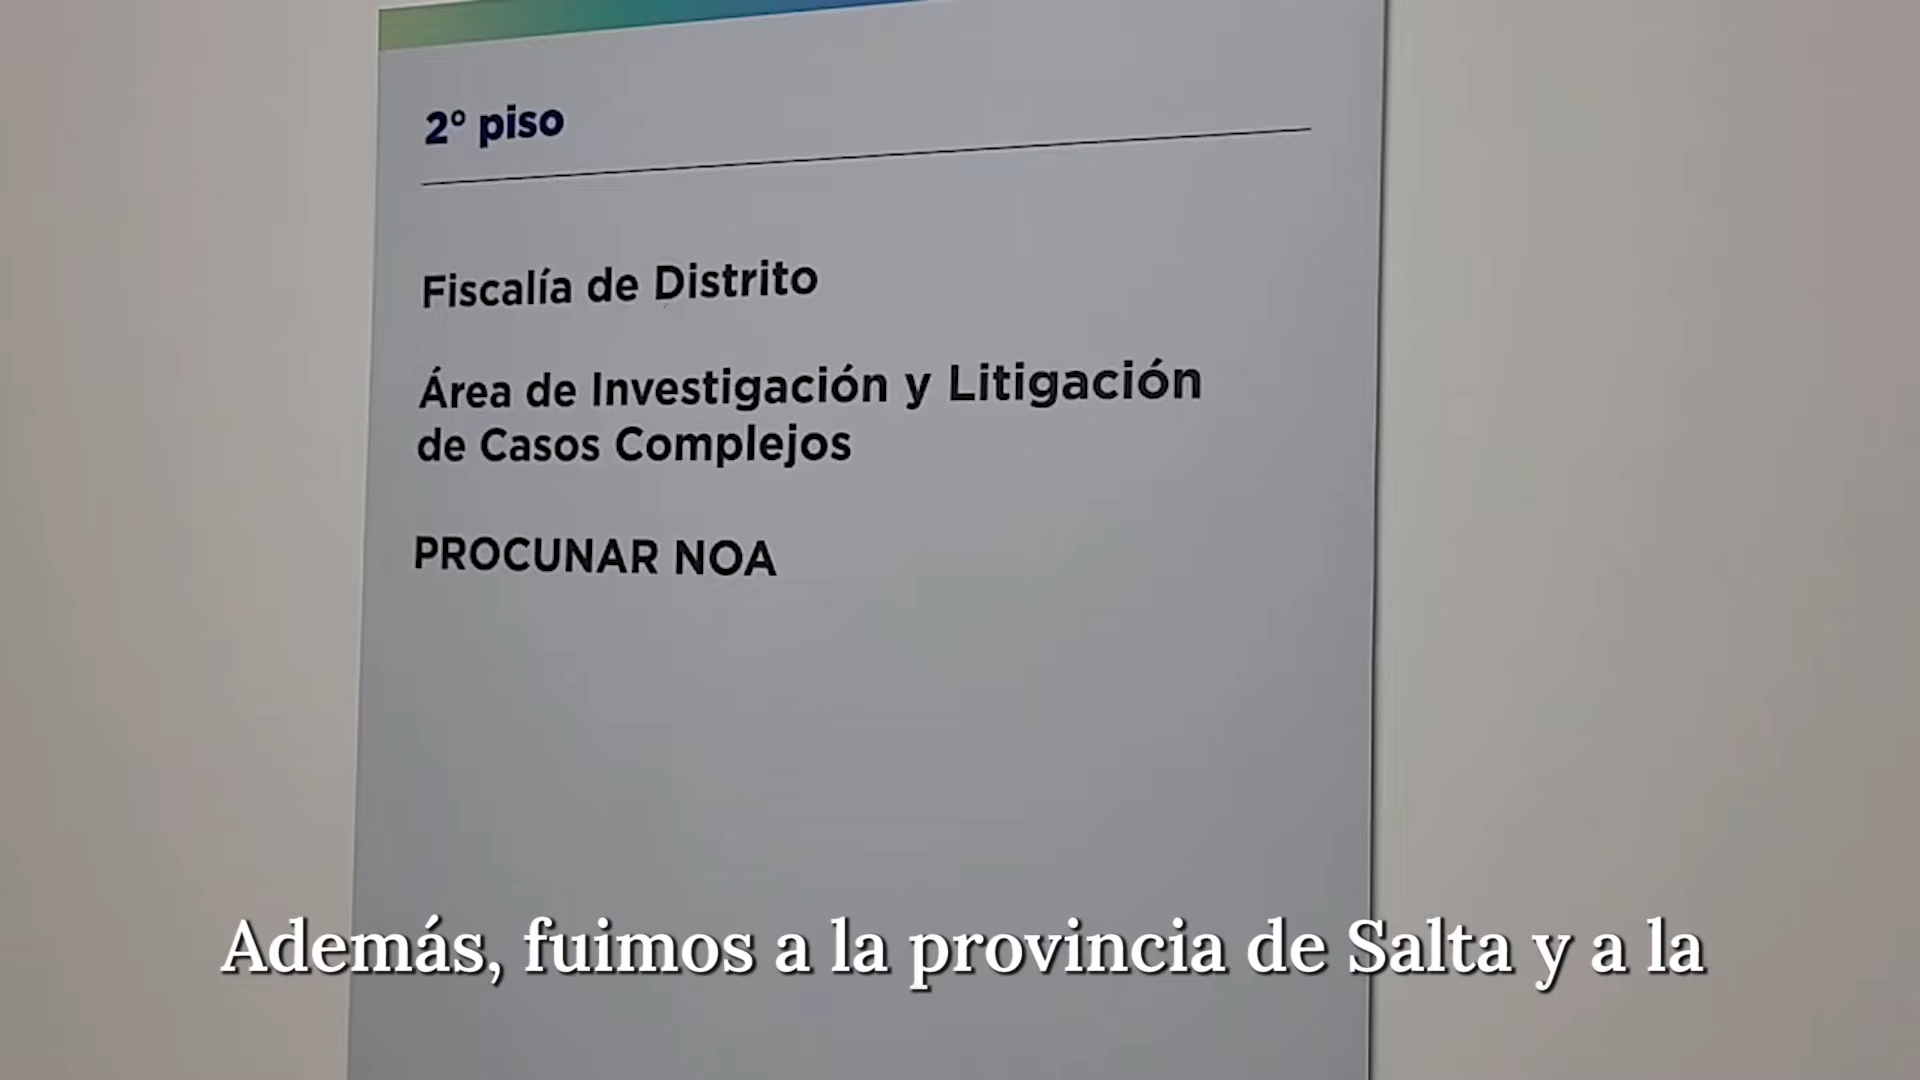 2° piso
Fiscalía de Distrito
Área de Investigación y Litigación
de Casos Complejos
PROCUNAR NOA
Además, fuimos a la provincia de Salta y a la